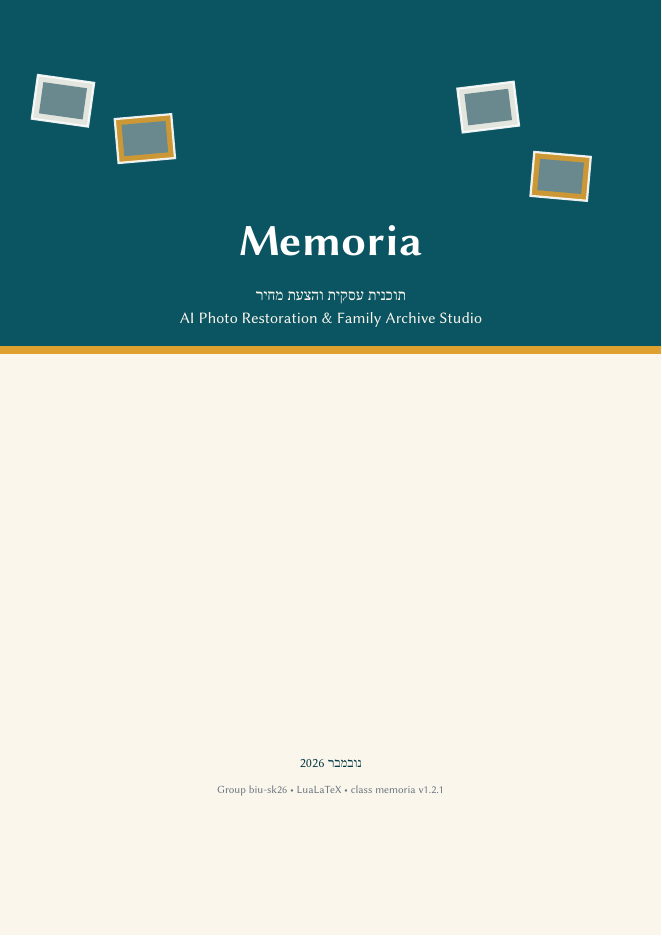 Memoria
תוכנית עסקית והצעת מחיר
AI Photo Restoration & Family Archive Studio
נובמבר 2026
Group biu-sk26 • LuaLaTeX • class memoria v1.2.1